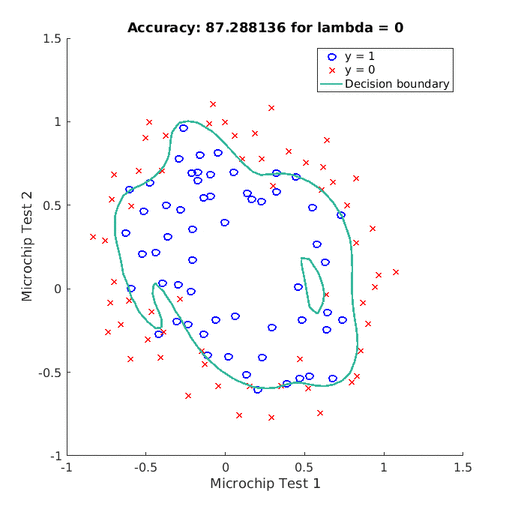 Accuracy: 87.288136 for lambda = 0
y = 1
y = 0
Decision boundary
1.5
1
0.5
0
-0.5
-1
Microchip Test 2
-1
-0.5
0
0.5
1
1.5
Microchip Test 1